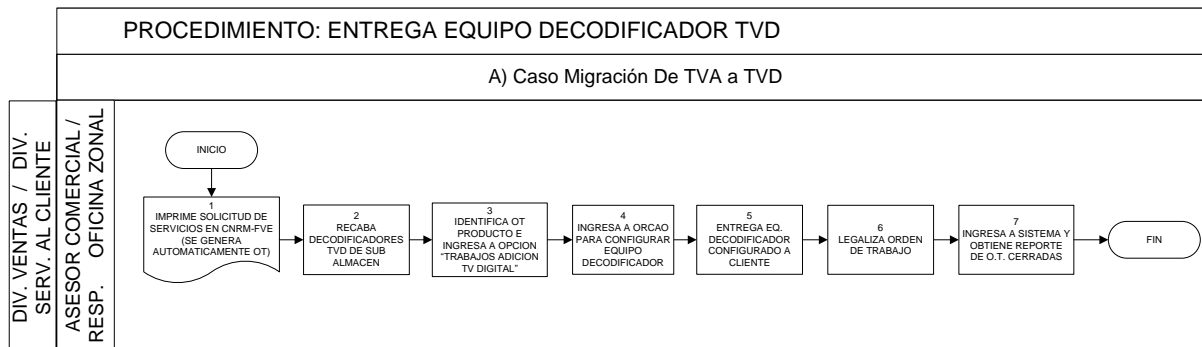 PROCEDIMIENTO: ENTREGA EQUIPO DECODIFICADOR TVD
A) Caso Migración De TVA a TVD
DIV. VENTAS / DIV.
SERV. AL CLIENTE
ASESOR COMERCIAL /
RESP. OFICINA ZONAL
INICIO
1
IMPRIME SOLICITUD DE
SERVICIOS EN CNRM-FVE
(SE GENERA
AUTOMATICAMENTE OT)
2
RECABA
DECODIFICADORES
TVD DE SUB
ALMACEN
3
IDENTIFICA OT
PRODUCTO E
INGRESA A OPCION
“TRABAJOS ADICION
TV DIGITAL”
4
INGRESA A ORCAO
PARA CONFIGURAR
EQUIPO
DECODIFICADOR
5
ENTREGA EQ.
DECODIFICADOR
CONFIGURADO A
CLIENTE
6
LEGALIZA ORDEN
DE TRABAJO
7
INGRESA A SISTEMA Y
OBTIENE REPORTE
DE O.T. CERRADAS
FIN